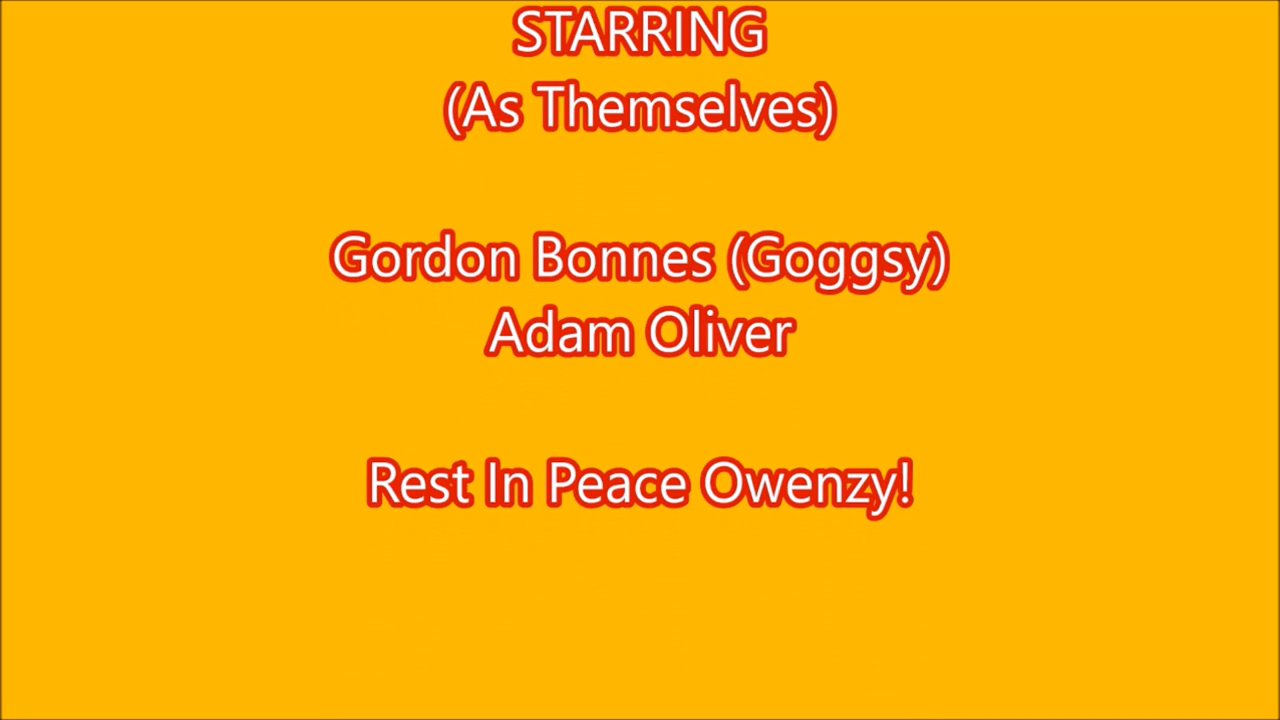 STARRING
(As Themselves)
Gordon Bonnes (Goggsy)
Adam Oliver
Rest In Peace Owenzy!